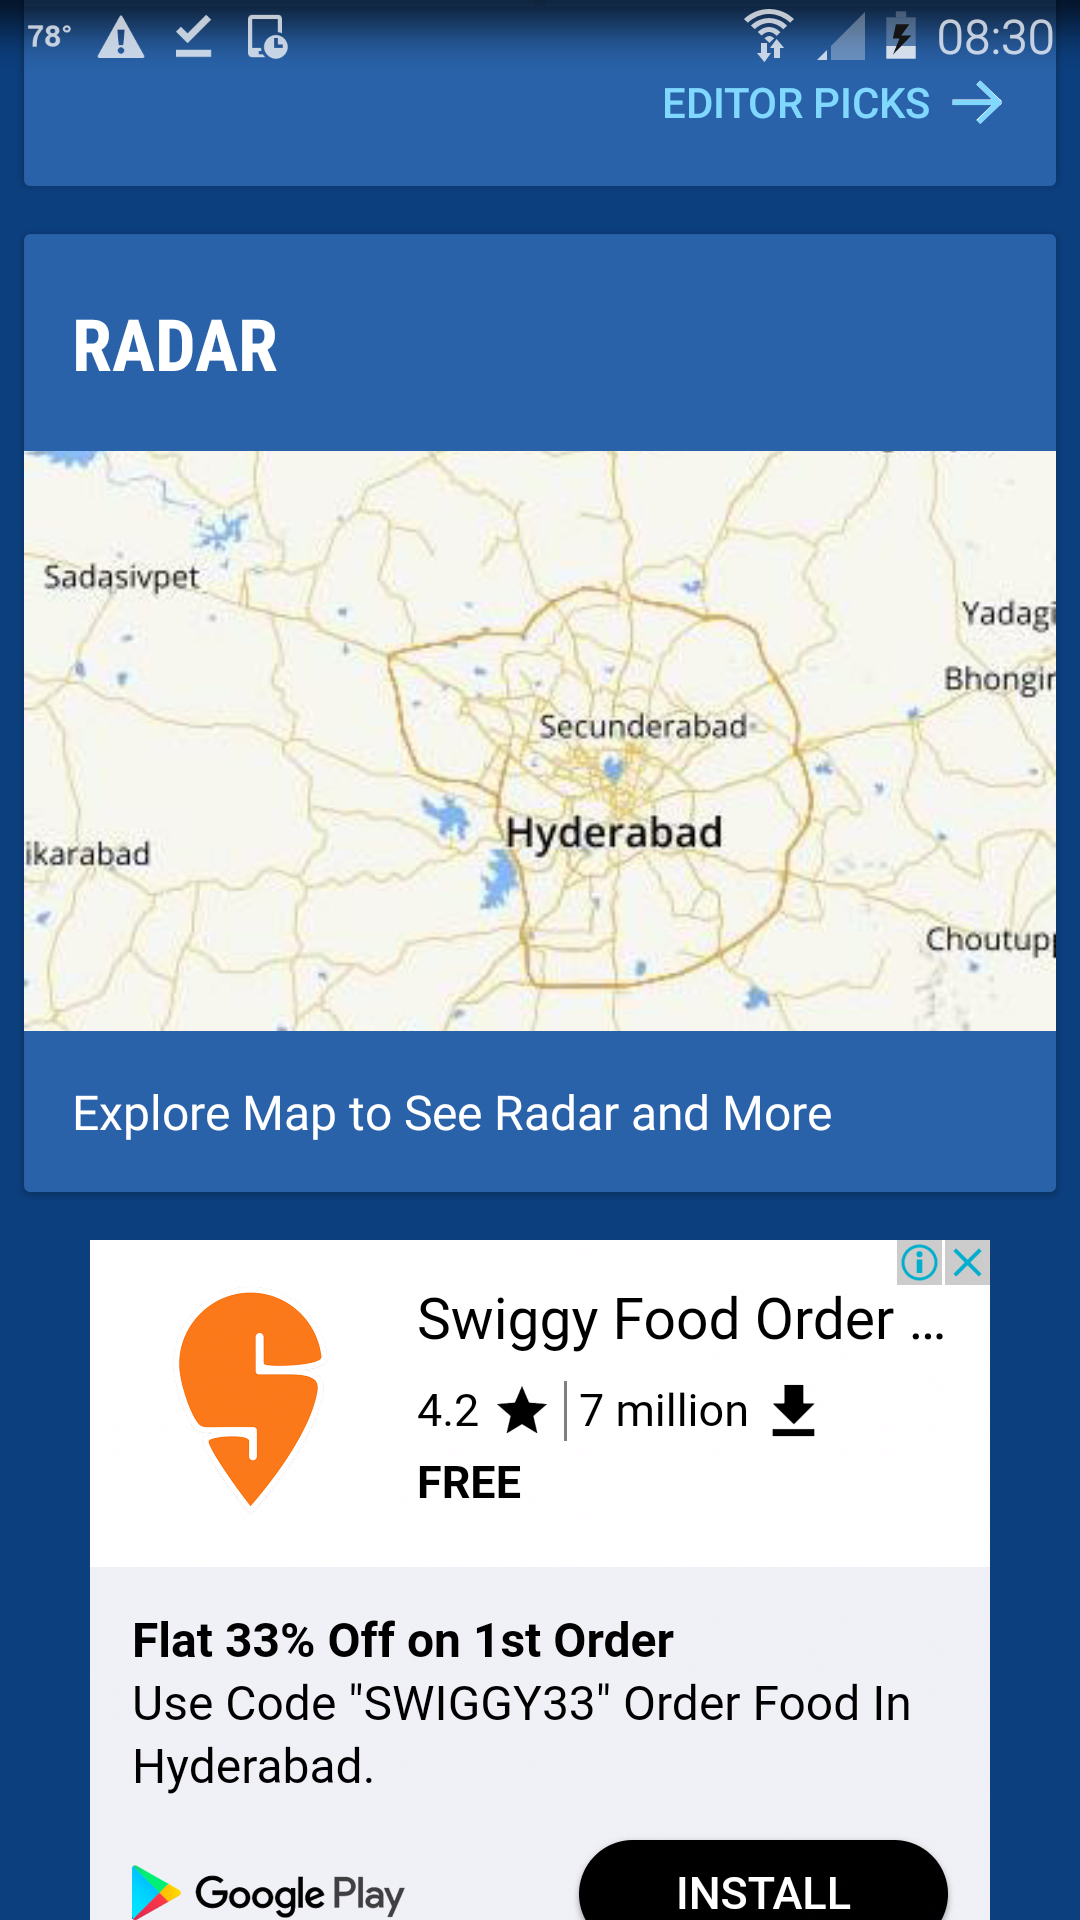 78° 08:30
EDITOR PICKS
RADAR
Sadasivpet
Yadagi
Bhongir
Secunderabad
Hyderabad
ikarabad
Choutupp
Explore Map to See Radar and More
Swiggy Food Order ...
4.2 7 million
FREE
Flat 33% Off on 1st Order
Use Code "SWIGGY33" Order Food In
Hyderabad.
Google Play INSTALL